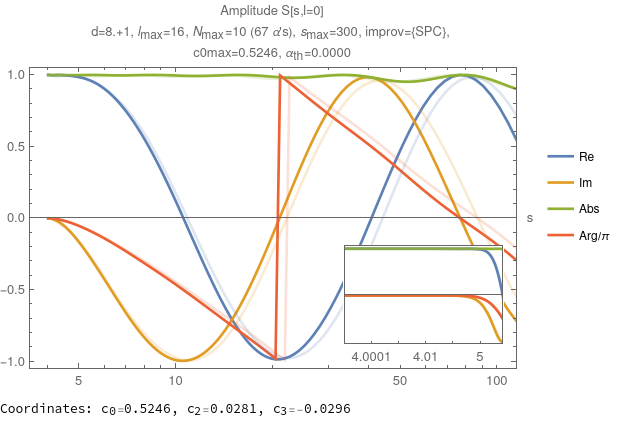 Amplitude S[s,l=0]
d=8.+1, lmax=16, Nmax=10 (67 α's), smax=300, improv={SPC},
c0max=0.5246, αth=0.0000
1.0
0.5
0.0
−0.5
−1.0
5
10
50
100
s
4.0001
4.01
5
Re
Im
Abs
Arg/π
Coordinates: c0=0.5246, c2=0.0281, c3=-0.0296